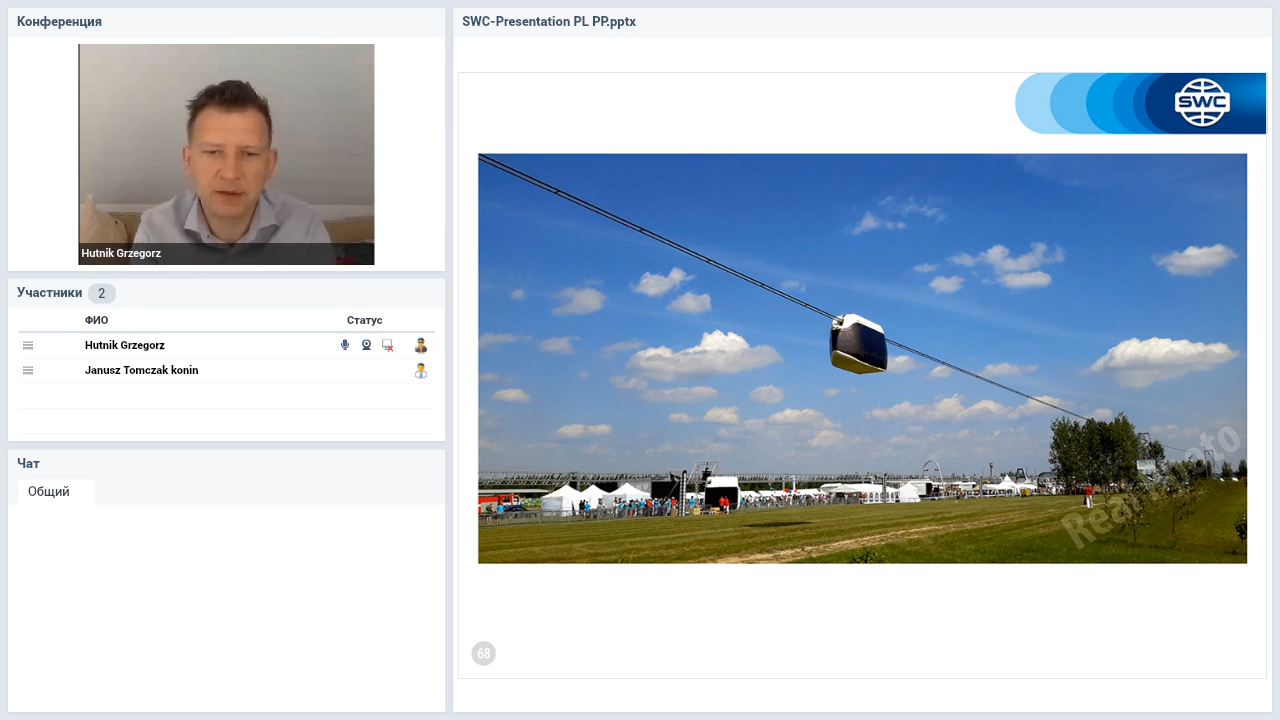 Конференция
Hutnik Grzegorz
Участники 2
ФИО Статус
Hutnik Grzegorz
Janusz Tomczak konin
Чат
Общий
SWC-Presentation PL PP.pptx
SWC
68